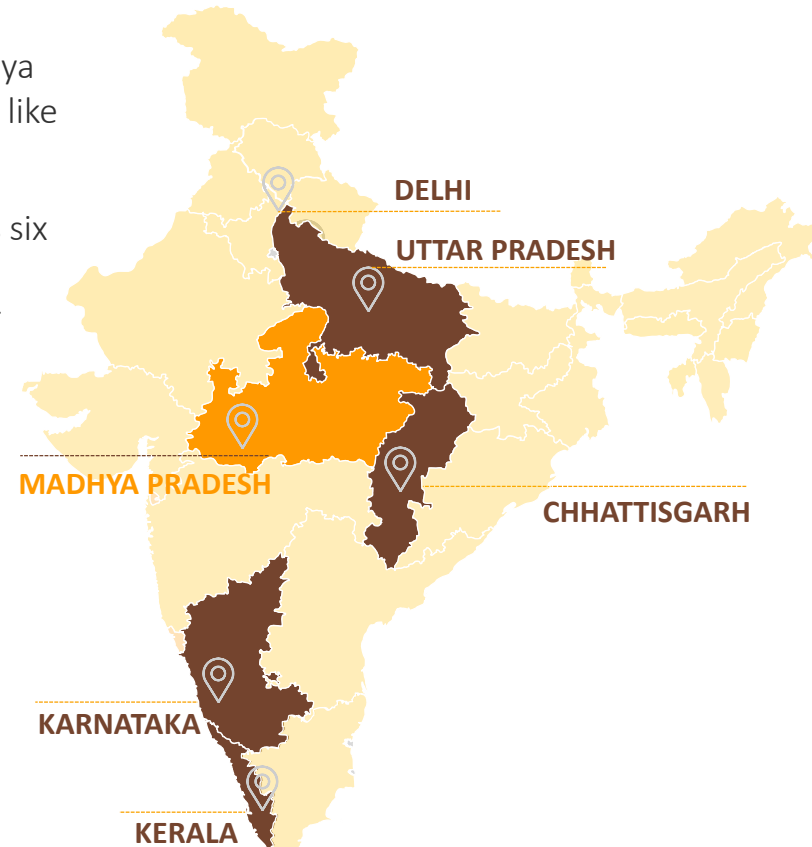 ya
like
six
DELHI
UTTAR PRADESH
MADHYA PRADESH
CHHATTISGARH
KARNATAKA
KERALA